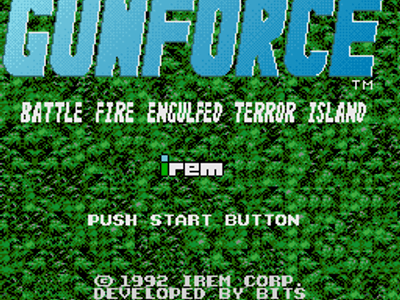 GUNFORCE
TM
BATTLE FIRE ENGULFED TERROR ISLAND
irem
PUSH START BUTTON
© 1992 IREM CORP.
DEVELOPED BY BITS